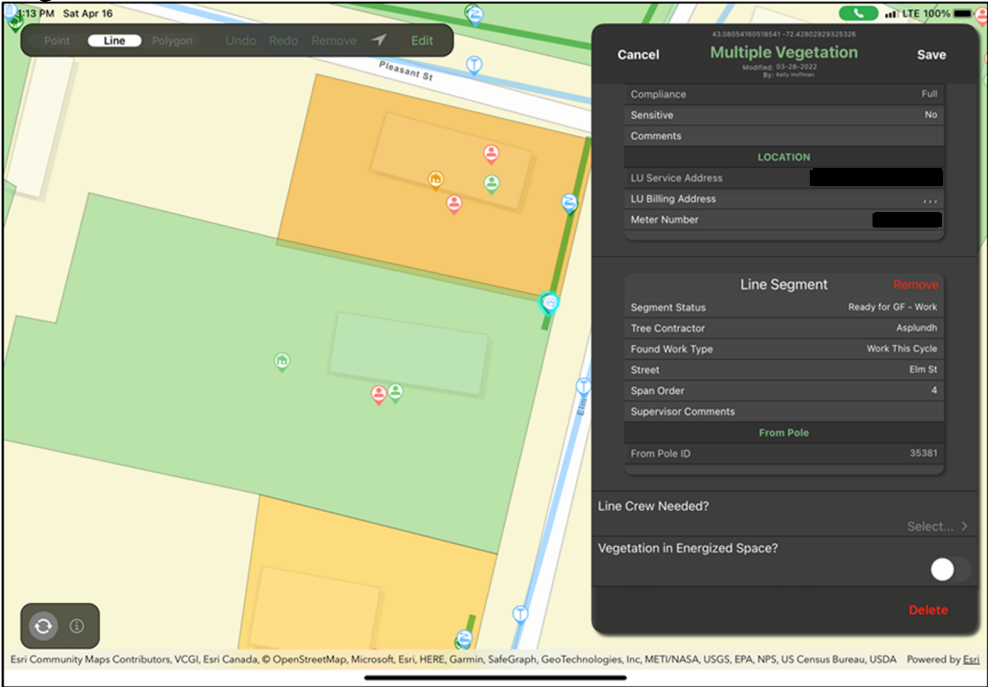 4:13 PM Sat Apr 16
LTE 100%
Point Line Polygon Undo Redo Remove Edit
Pleasant St
Elm
43.08054160518541 -72.42802929325326
Cancel Multiple Vegetation Save
Modified: 03-28-2022
By: Kelly Hoffman
Compliance Full
Sensitive No
Comments
LOCATION
LU Service Address
LU Billing Address , , ,
Meter Number
Line Segment Remove
Segment Status Ready for GF - Work
Tree Contractor Asplundh
Found Work Type Work This Cycle
Street Elm St
Span Order 4
Supervisor Comments
From Pole
From Pole ID 35381
Line Crew Needed?
Select... >
Vegetation in Energized Space?
Delete
Esri Community Maps Contributors, VCGI, Esri Canada, © OpenStreetMap, Microsoft, Esri, HERE, Garmin, SafeGraph, GeoTechnologies, Inc, METI/NASA, USGS, EPA, NPS, US Census Bureau, USDA Powered by Esri